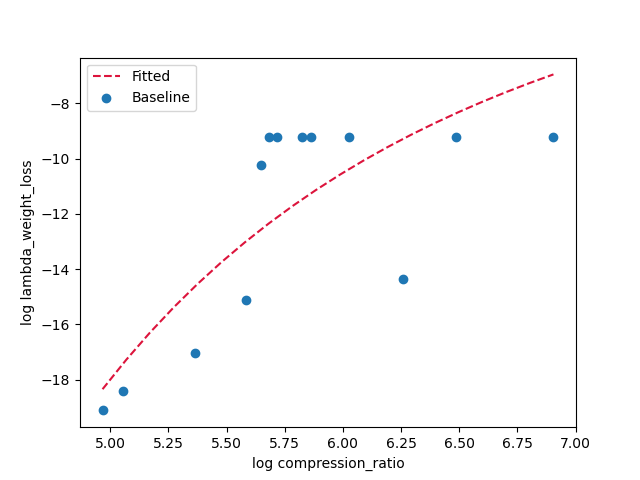 Fitted
Baseline
log lambda_weight_loss
−8
−10
−12
−14
−16
−18
5.00 5.25 5.50 5.75 6.00 6.25 6.50 6.75 7.00
log compression_ratio